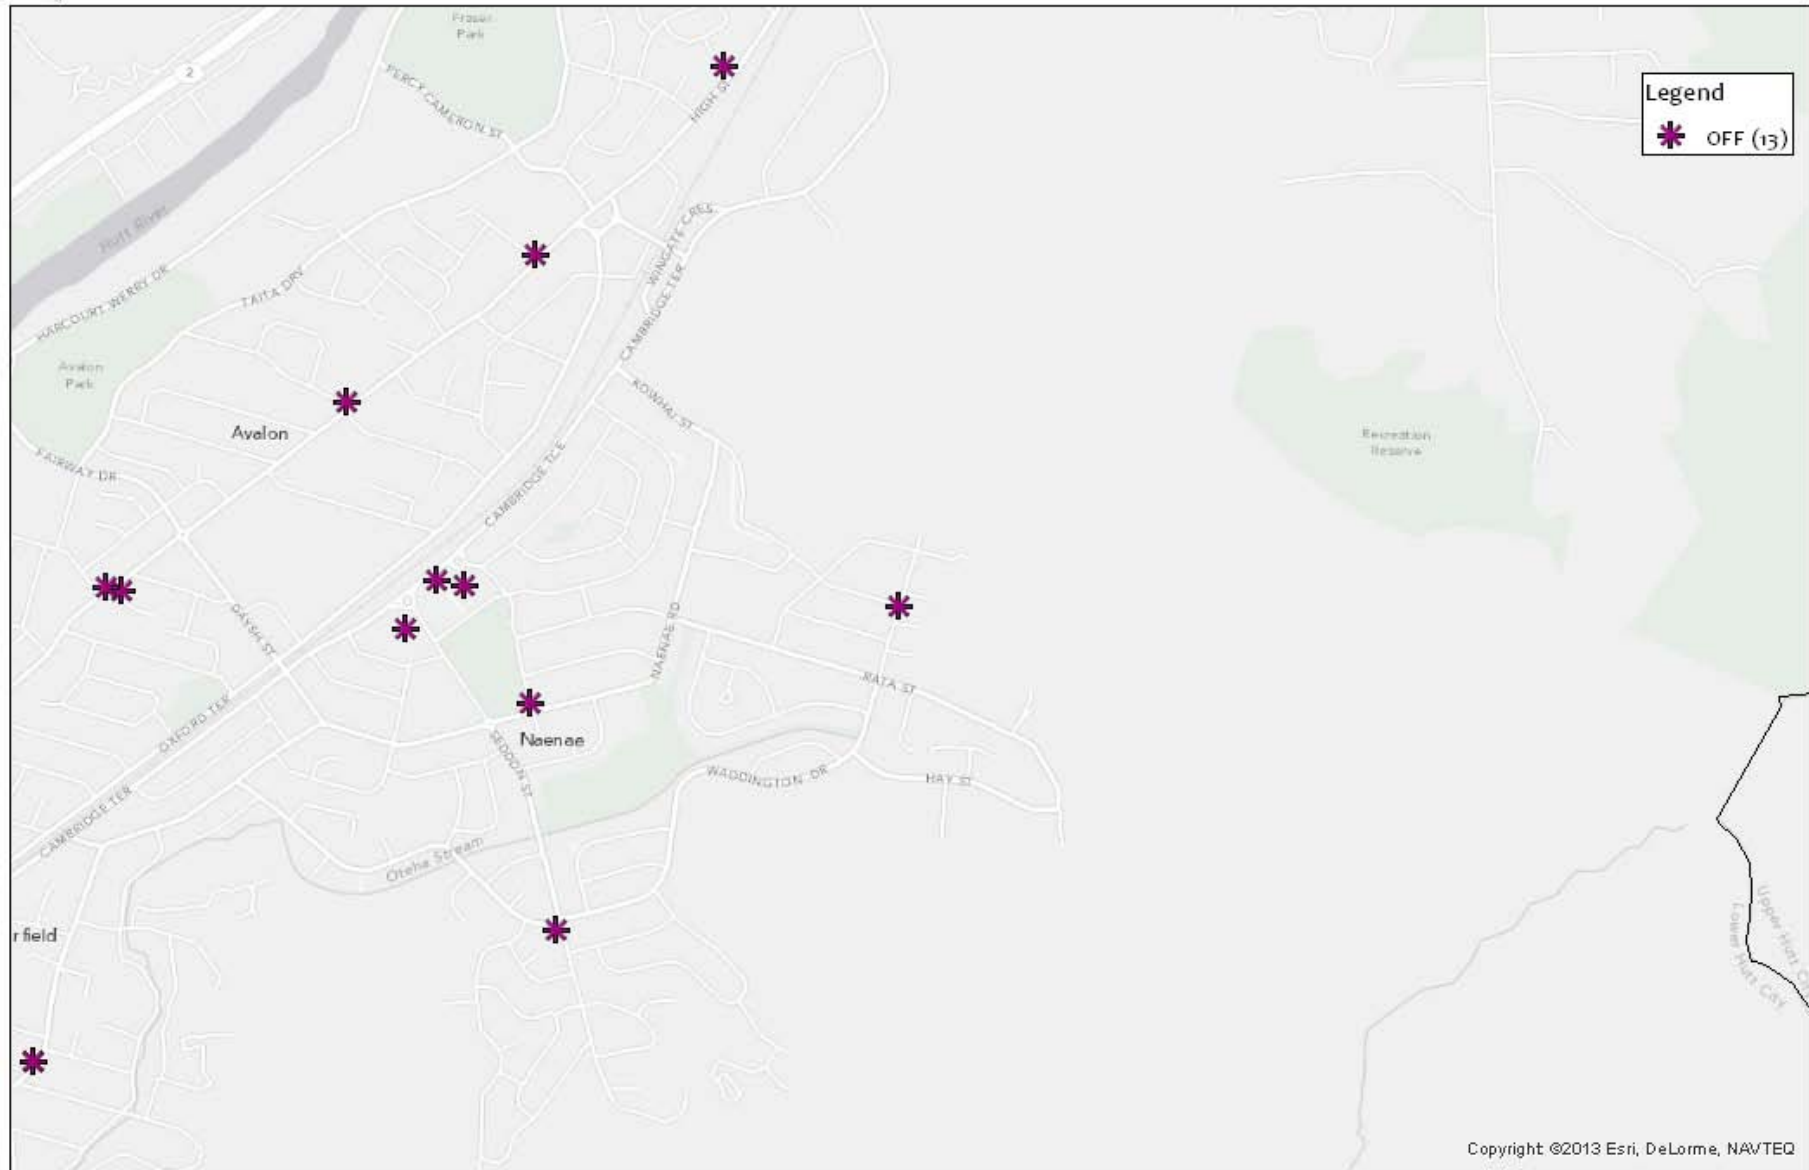 Fraser
Park
2
PERCY CAMERON ST
HIGH ST
Legend
OFF (13)
Hutt River
WINGATE CRES
HARCOURT WERRY DR
TAITA DRV
CAMBRIDGE TER
Avalon
Park
KOWHAI ST
Avalon
Recreation
Reserve
FAIRWAY DR
CAMBRIDGE TCE
DAYSH ST
NAENAE RD
RATA ST
OXFORD TER
Naenae
SEDDON ST
WADDINGTON DR
HAY ST
CAMBRIDGE TER
Oteha Stream
Upper Hutt City
Lower Hutt City
rfield
Copyright ©2013 Esri, DeLorme, NAVTEQ